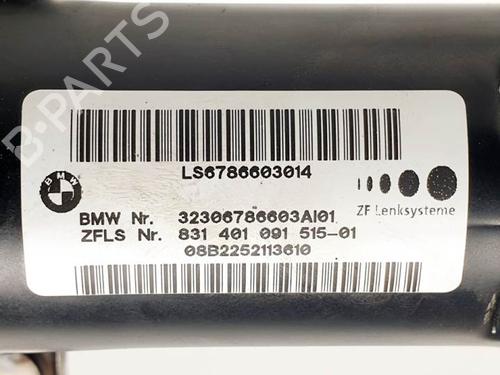 B-PARTS
LS6786603014
BMW
BMW Nr. 32306786603AI01
ZF Lenksysteme
ZFLS Nr. 831 401 091 515-01
08B2252113610